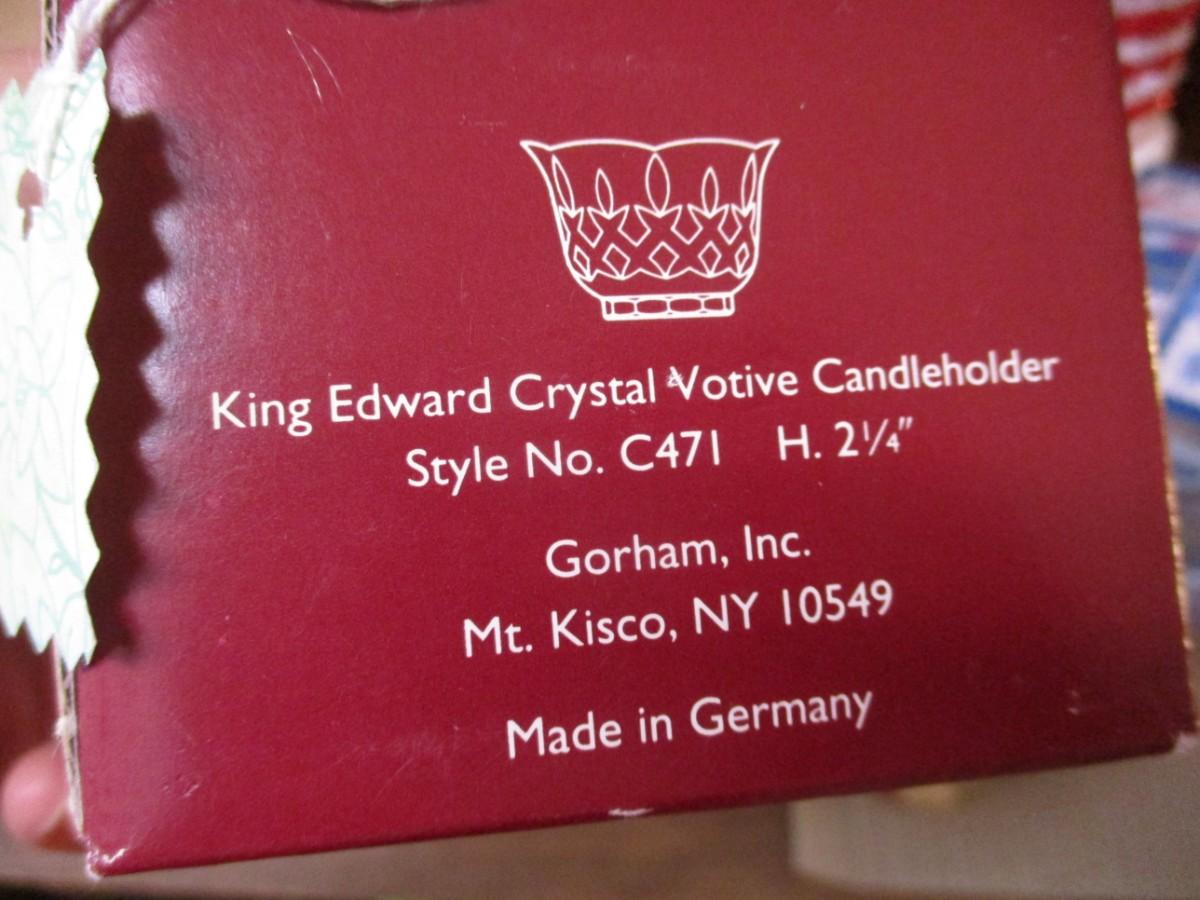 King Edward Crystal Votive Candleholder
Style No. C471 H. 2¼"
Gorham, Inc.
Mt. Kisco, NY 10549
Made in Germany